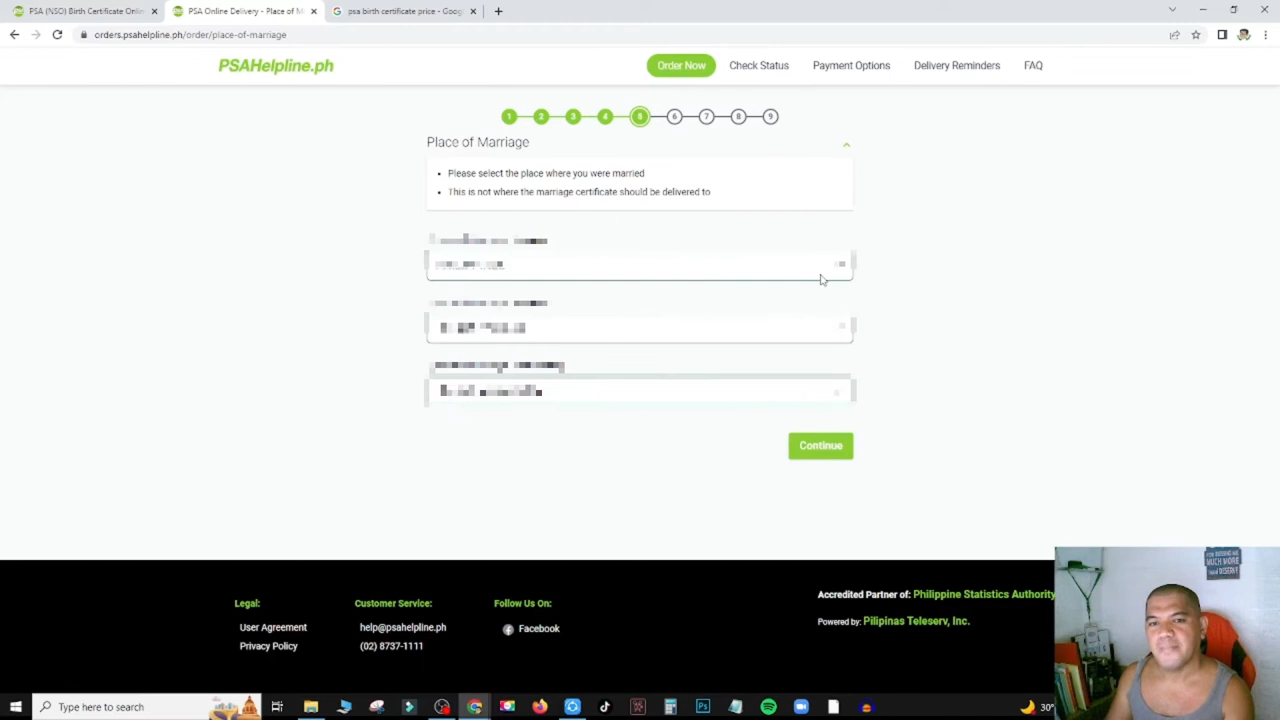 PSA (NSO) Birth Certificate Onlin
PSA Online Delivery - Place of M
psa birth certificate price - Goog
orders.psahelpline.ph/order/place-of-marriage
PSAHelpline.ph
Order Now
Check Status
Payment Options
Delivery Reminders
FAQ
1 2 3 4 5 6 7 8 9
Place of Marriage
• Please select the place where you were married
• This is not where the marriage certificate should be delivered to
Continue
Legal:
User Agreement
Privacy Policy
Customer Service:
help@psahelpline.ph
(02) 8737-1111
Follow Us On:
Facebook
Accredited Partner of: Philippine Statistics Authority
Powered by: Pilipinas Teleserv, Inc.
MUCH MORE
Type here to search
30°